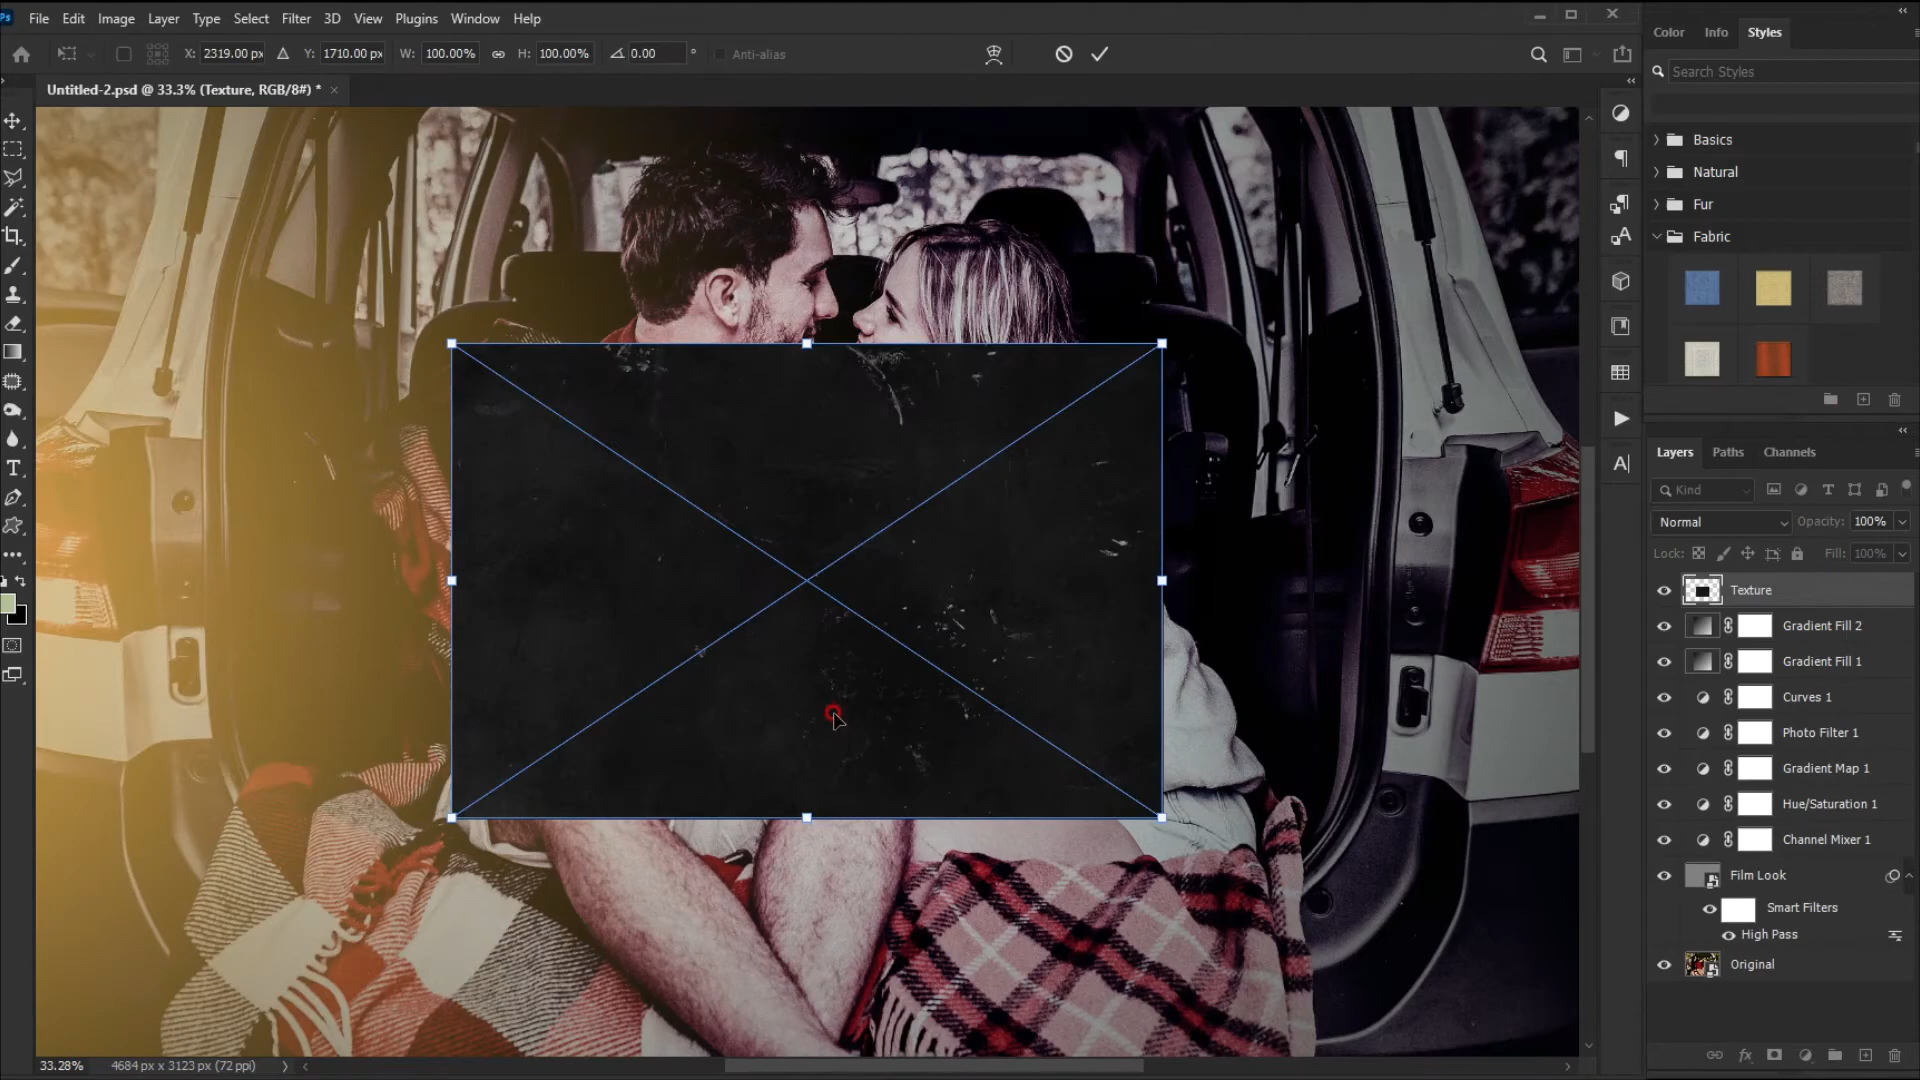 Ps File Edit Image Layer Type Select Filter 3D View Plugins Window Help
X: 2319.00 px Y: 1710.00 px W: 100.00% H: 100.00% 0.00 ° Anti-alias
Untitled-2.psd @ 33.3% (Texture, RGB/8#) * ×
Color Info Styles
Search Styles
Basics
Natural
Fur
Fabric
Layers Paths Channels
Kind
Normal Opacity: 100%
Lock: Fill: 100%
Texture
Gradient Fill 2
Gradient Fill 1
Curves 1
Photo Filter 1
Gradient Map 1
Hue/Saturation 1
Channel Mixer 1
Film Look
Smart Filters
High Pass
Original
33.28% 4684 px x 3123 px (72 ppi)